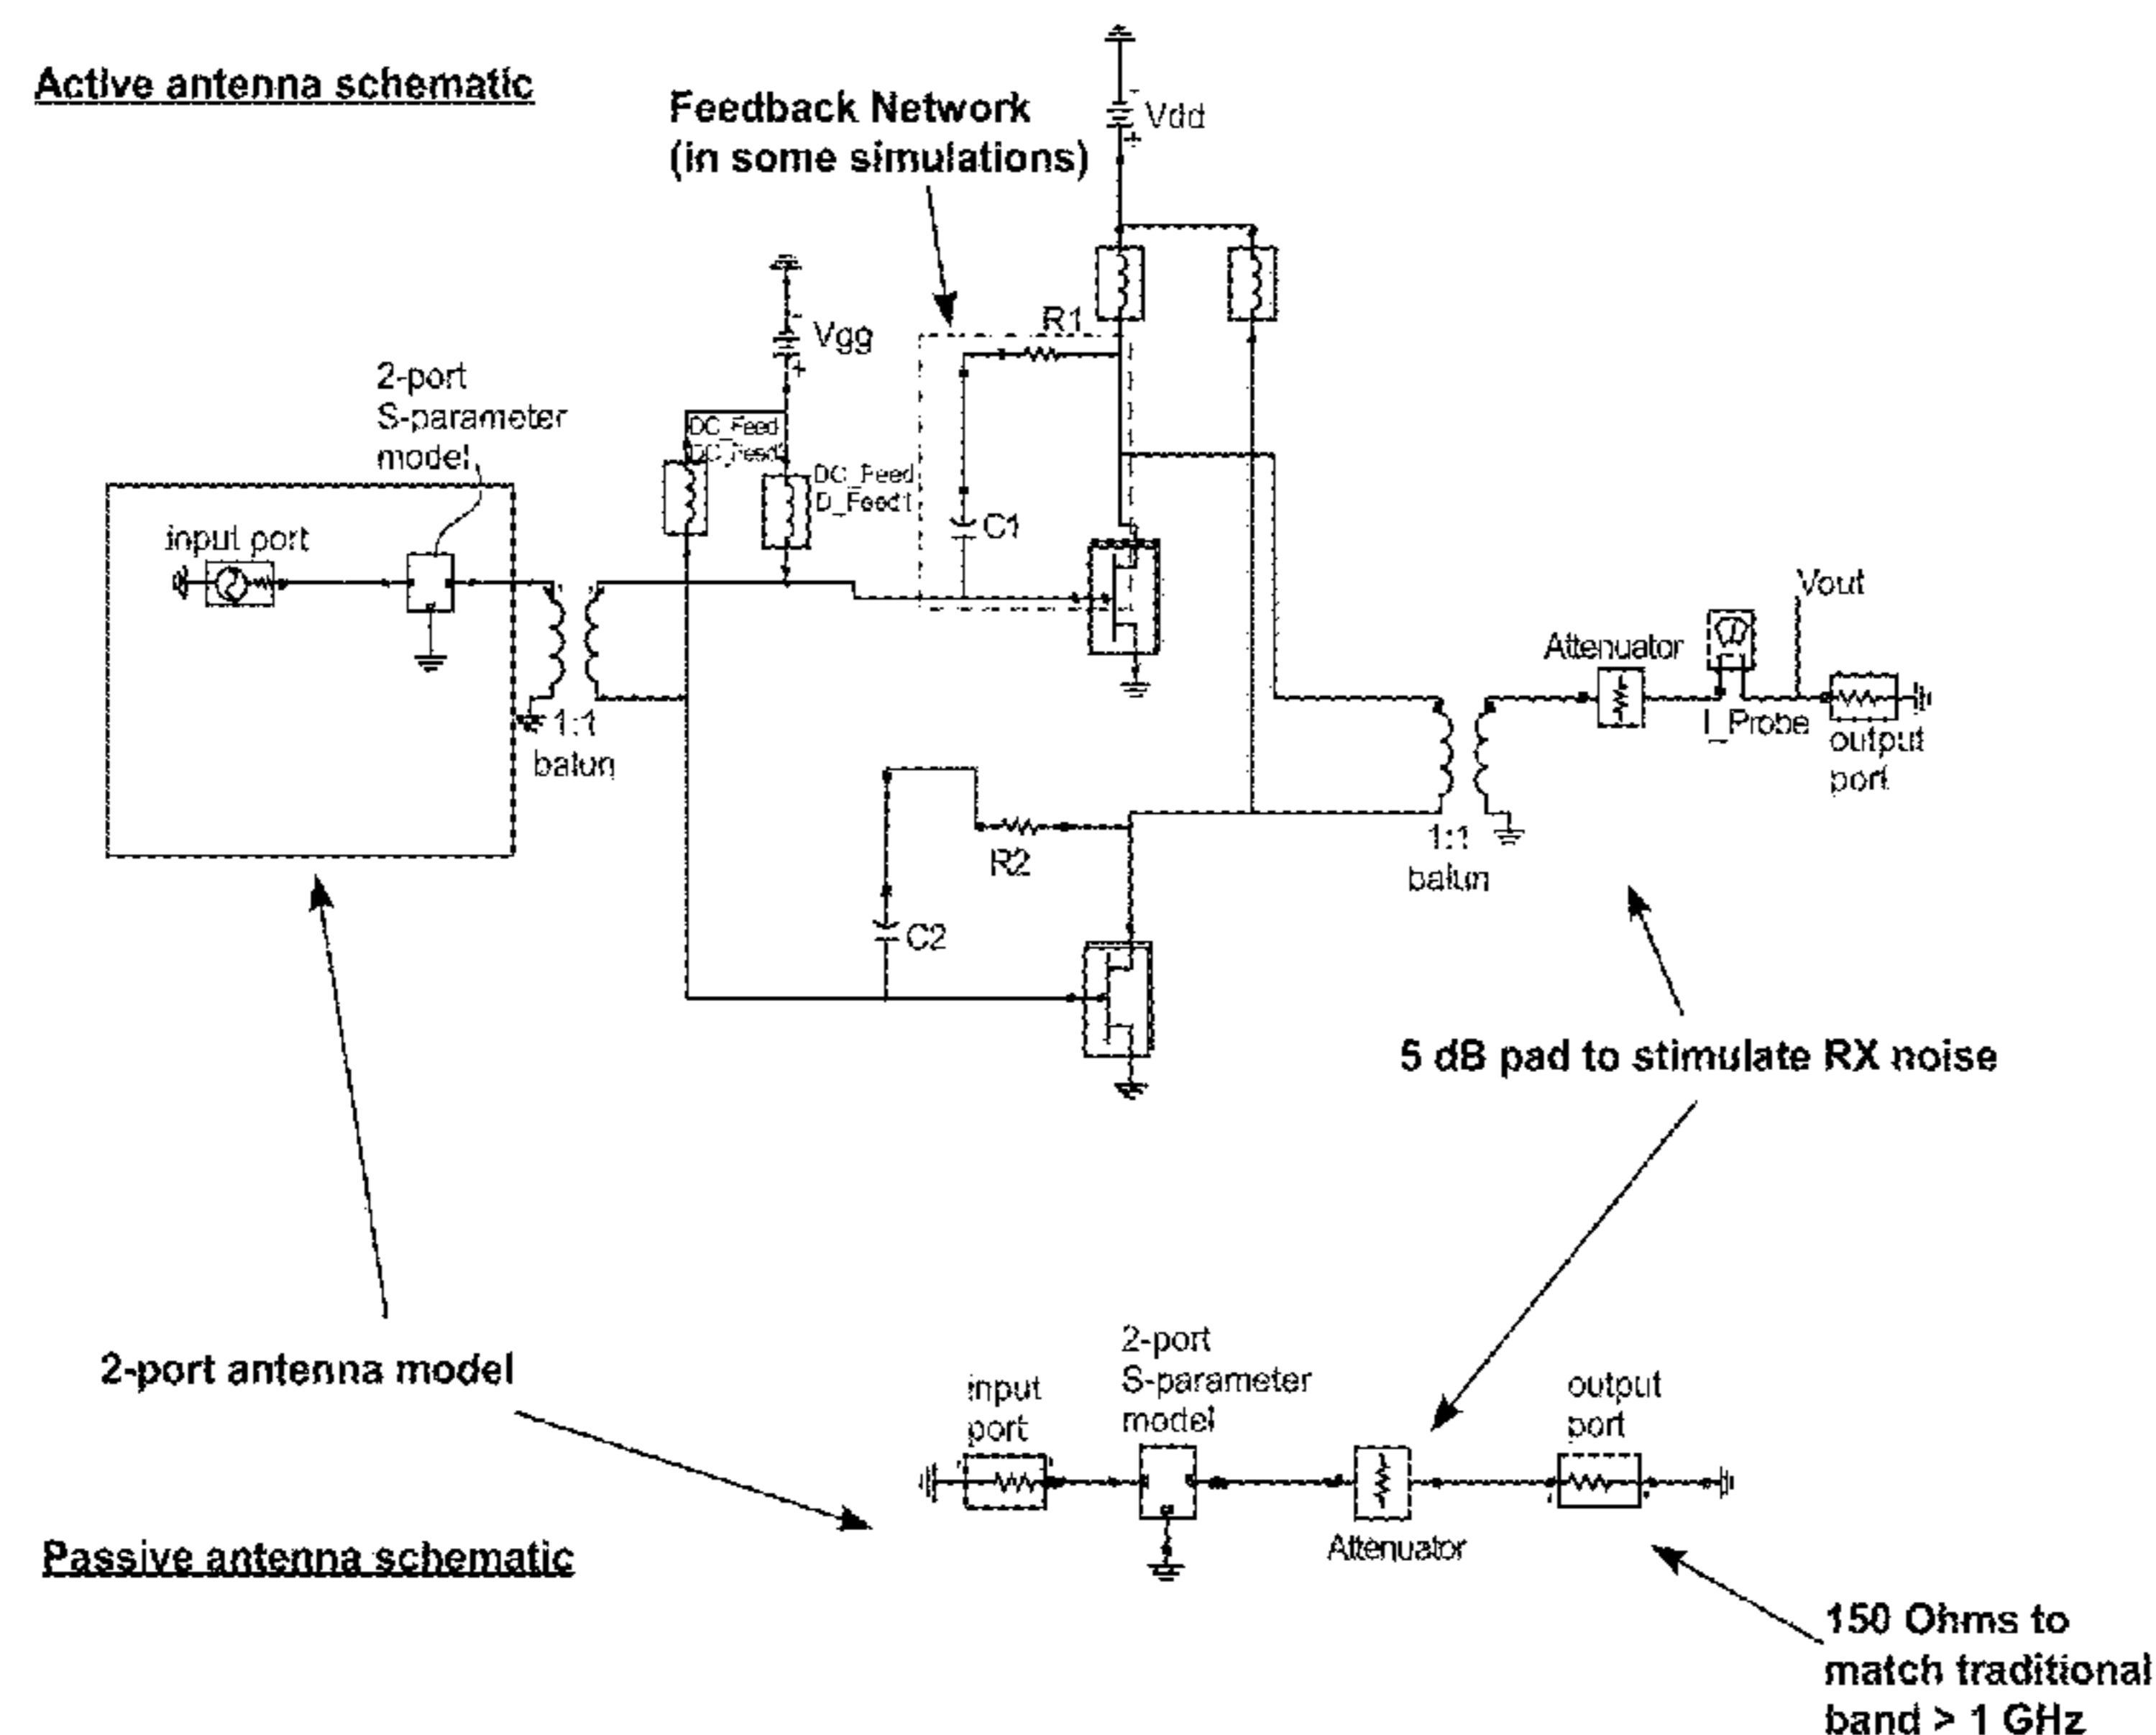 Active antenna schematic
Feedback Network
(in some simulations)
Vdd
R1
Vgg
2-port
S-parameter
model
DC_Feed
DC_Feed
DC_Feed
input port
C1
Vout
Attenuator
I_Probe
output
port
1:1
balun
R2
1:1
balun
C2
5 dB pad to stimulate RX noise
2-port antenna model
2-port
S-parameter
model
input
port
output
port
Attenuator
Passive antenna schematic
150 Ohms to
match traditional
band > 1 GHz